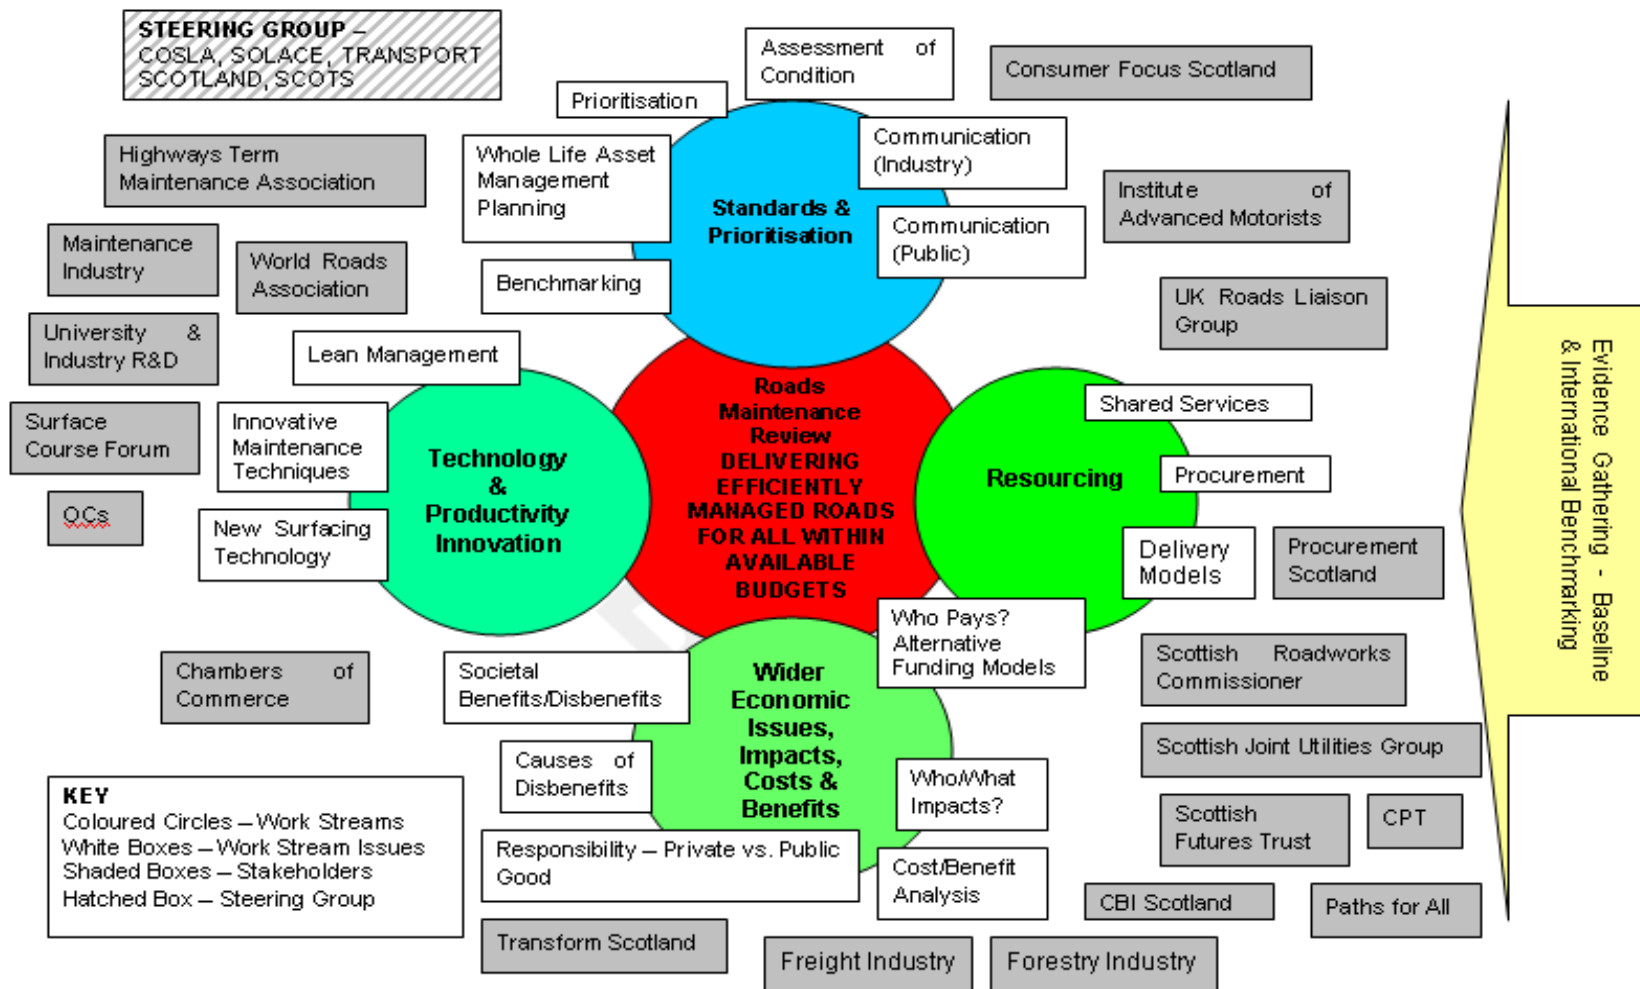 STEERING GROUP –
COSLA, SOLACE, TRANSPORT
SCOTLAND, SCOTS
Assessment of
Condition
Consumer Focus Scotland
Prioritisation
Highways Term
Maintenance Association
Whole Life Asset
Management
Planning
Communication
(Industry)
Institute of
Advanced Motorists
Standards &
Prioritisation
Communication
(Public)
Maintenance
Industry
World Roads
Association
Benchmarking
UK Roads Liaison
Group
University &
Industry R&D
Lean Management
Evidence Gathering - Baseline
& International Benchmarking
Surface
Course Forum
Innovative
Maintenance
Techniques
Roads
Maintenance
Review
DELIVERING
EFFICIENTLY
MANAGED ROADS
FOR ALL WITHIN
AVAILABLE
BUDGETS
Shared Services
Technology
&
Productivity
Innovation
Resourcing
Procurement
OCs
New Surfacing
Technology
Delivery
Models
Procurement
Scotland
Who Pays?
Alternative
Funding Models
Chambers of
Commerce
Societal
Benefits/Disbenefits
Wider
Economic
Issues,
Impacts,
Costs &
Benefits
Scottish Roadworks
Commissioner
Scottish Joint Utilities Group
Causes of
Disbenefits
Who/What
Impacts?
KEY
Coloured Circles – Work Streams
White Boxes – Work Stream Issues
Shaded Boxes – Stakeholders
Hatched Box – Steering Group
Scottish
Futures Trust
CPT
Responsibility – Private vs. Public
Good
Cost/Benefit
Analysis
CBI Scotland
Paths for All
Transform Scotland
Freight Industry
Forestry Industry